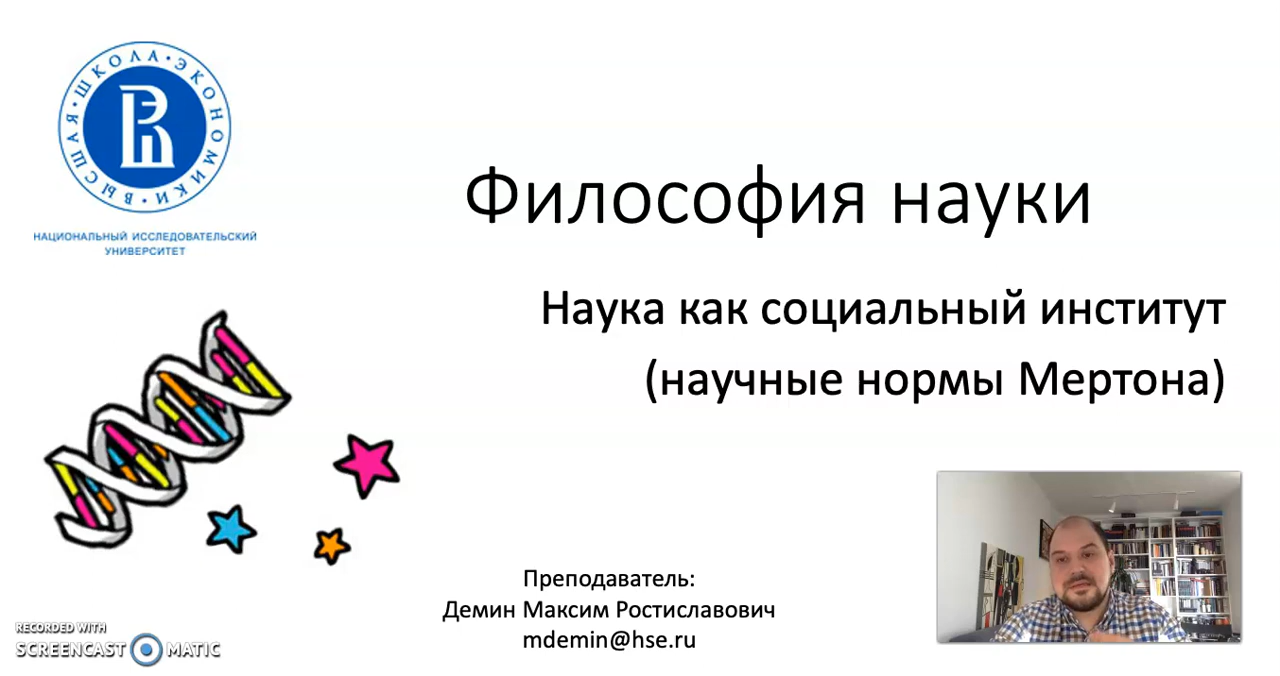 ВЫСШАЯ · ШКОЛА · ЭКОНОМИКИ ·
НАЦИОНАЛЬНЫЙ ИССЛЕДОВАТЕЛЬСКИЙ
УНИВЕРСИТЕТ
Философия науки
Наука как социальный институт
(научные нормы Мертона)
Преподаватель:
Демин Максим Ростиславович
mdemin@hse.ru
RECORDED WITH
SCREENCAST MATIC